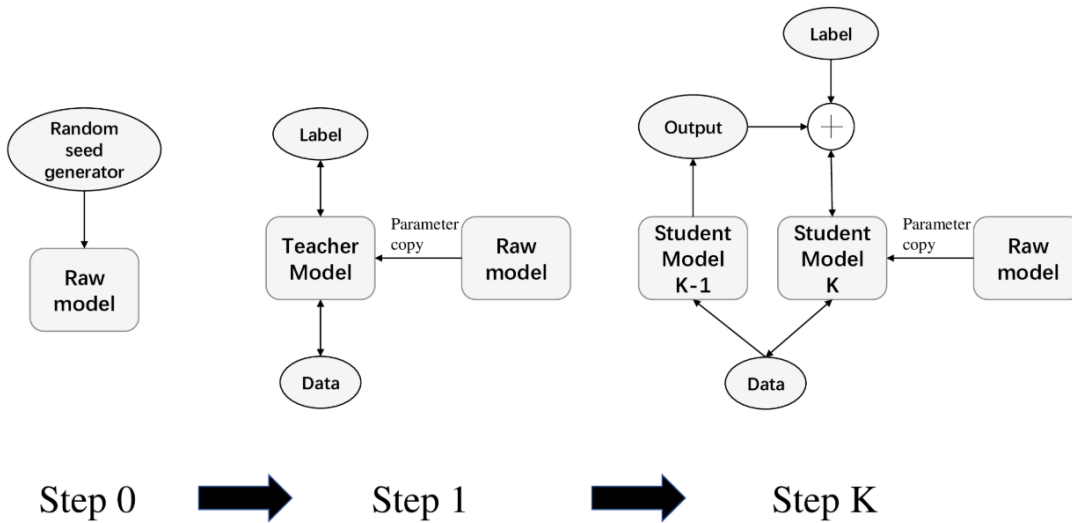 Random
seed
generator
Raw
model
Step 0
Label
Teacher
Model
Parameter
copy
Raw
model
Data
Step 1
Label
Output
+
Student
Model
K-1
Student
Model
K
Parameter
copy
Raw
model
Data
Step K